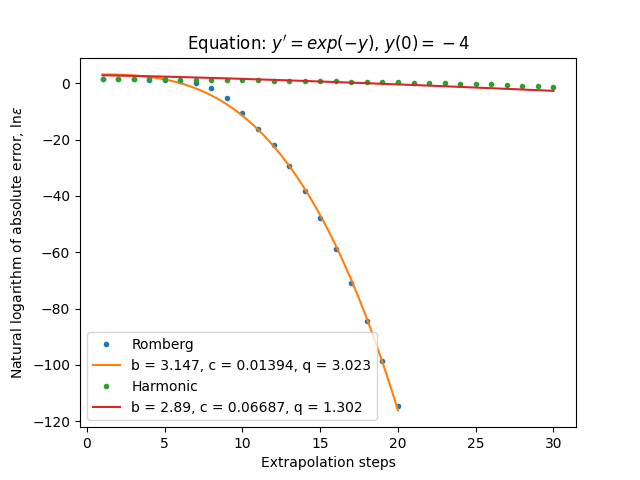 Equation: y′ = exp(−y), y(0) = −4
Natural logarithm of absolute error, lnε
0
−20
−40
−60
−80
−100
−120
Romberg
b = 3.147, c = 0.01394, q = 3.023
Harmonic
b = 2.89, c = 0.06687, q = 1.302
0 5 10 15 20 25 30
Extrapolation steps